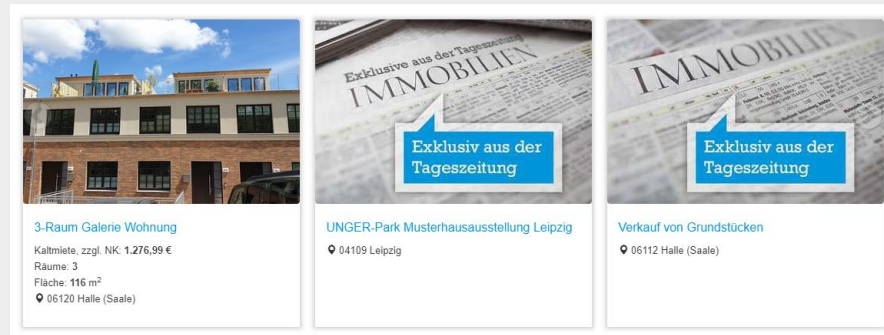 3-Raum Galerie Wohnung
Kaltmiete, zzgl. NK: 1.276,99 €
Räume: 3
Fläche: 116 m²
06120 Halle (Saale)
Exklusive aus der Tageszeitung
IMMOBILIEN
Exklusiv aus der
Tageszeitung
UNGER-Park Musterhausausstellung Leipzig
04109 Leipzig
IMMOBILIEN
Exklusiv aus der
Tageszeitung
Verkauf von Grundstücken
06112 Halle (Saale)